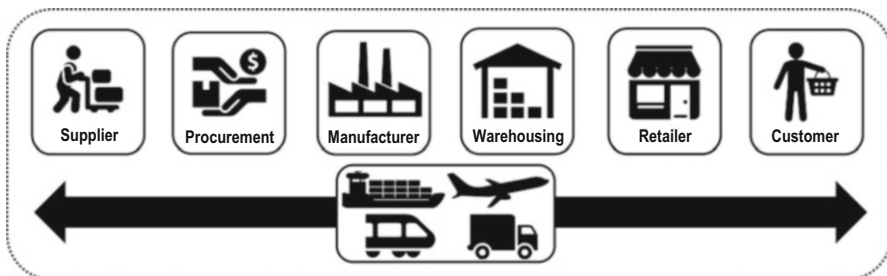 Supplier
Procurement
Manufacturer
Warehousing
Retailer
Customer
$